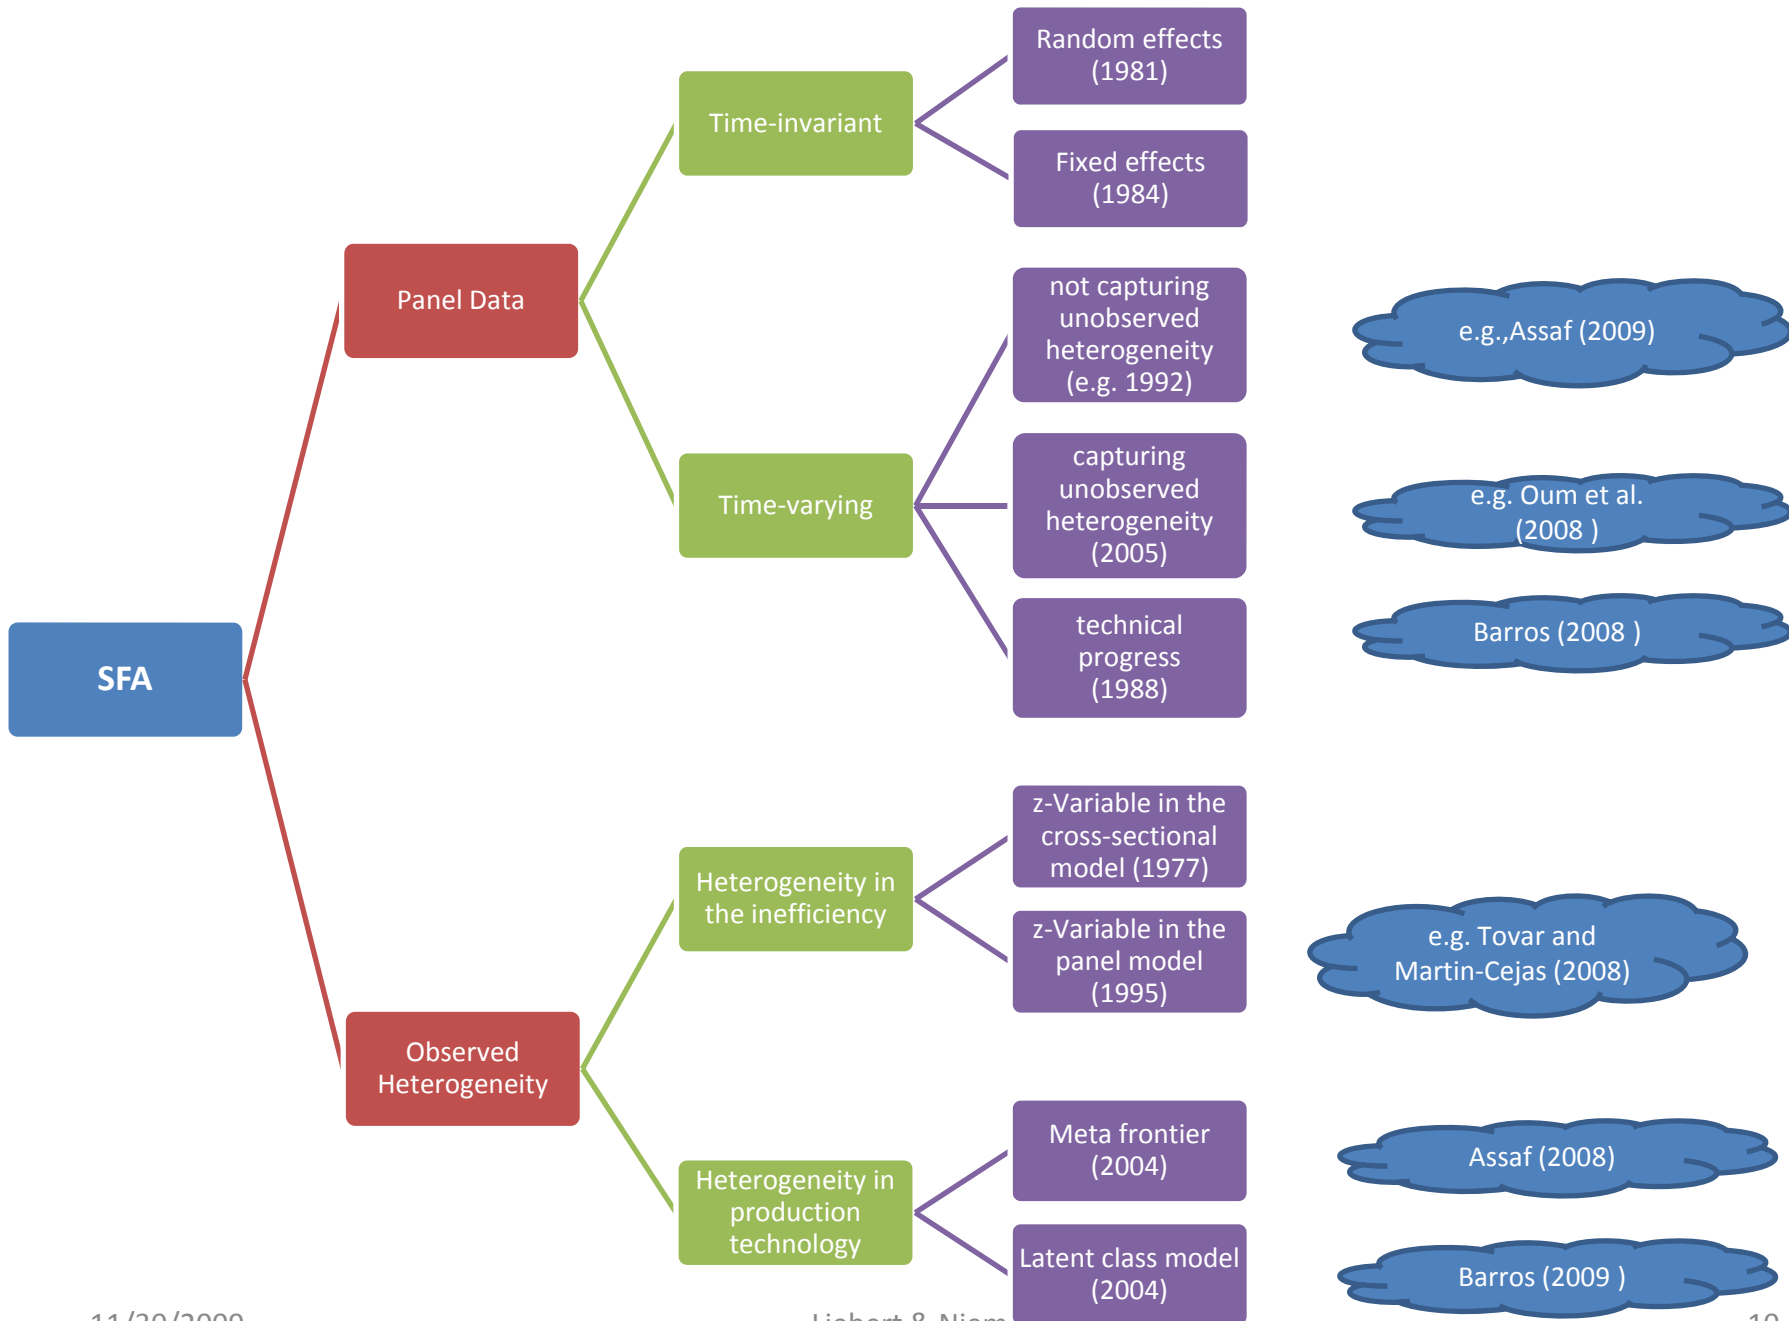 Random effects
(1981)
Time-invariant
Fixed effects
(1984)
Panel Data
not capturing
unobserved
heterogeneity
(e.g. 1992)
e.g.,Assaf (2009)
Time-varying
capturing
unobserved
heterogeneity
(2005)
e.g. Oum et al.
(2008 )
technical
progress
(1988)
Barros (2008 )
SFA
z-Variable in the
cross-sectional
model (1977)
Heterogeneity in
the inefficiency
z-Variable in the
panel model
(1995)
e.g. Tovar and
Martin-Cejas (2008)
Observed
Heterogeneity
Meta frontier
(2004)
Assaf (2008)
Heterogeneity in
production
technology
Latent class model
(2004)
Barros (2009 )
Liebert &